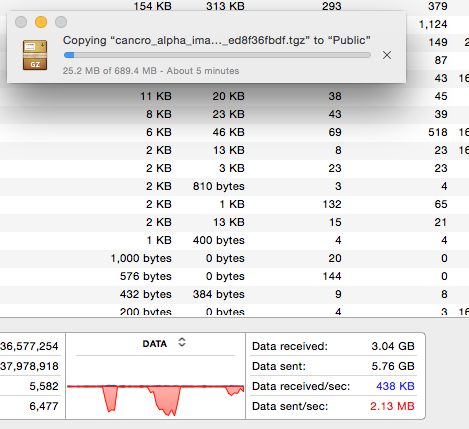 154 KB 313 KB 293 379
1,124
Copying “cancro_alpha_ima…_ed8f36fbdf.tgz” to “Public”
149 2
GZ
87
25.2 MB of 689.4 MB - About 5 minutes
43 16
11 KB 20 KB 38 45
8 KB 23 KB 43 39
6 KB 46 KB 69 518 16
2 KB 13 KB 8 23 16
2 KB 3 KB 23 23
2 KB 810 bytes 3 4
2 KB 1 KB 132 65
2 KB 13 KB 15 21
1 KB 400 bytes 4 4
1,000 bytes 0 bytes 20 0
576 bytes 0 bytes 144 0
432 bytes 384 bytes 9 8
200 bytes 0 bytes 4 3 16
36,577,254 DATA Data received: 3.04 GB
37,978,918 Data sent: 5.76 GB
5,582 Data received/sec: 438 KB
6,477 Data sent/sec: 2.13 MB